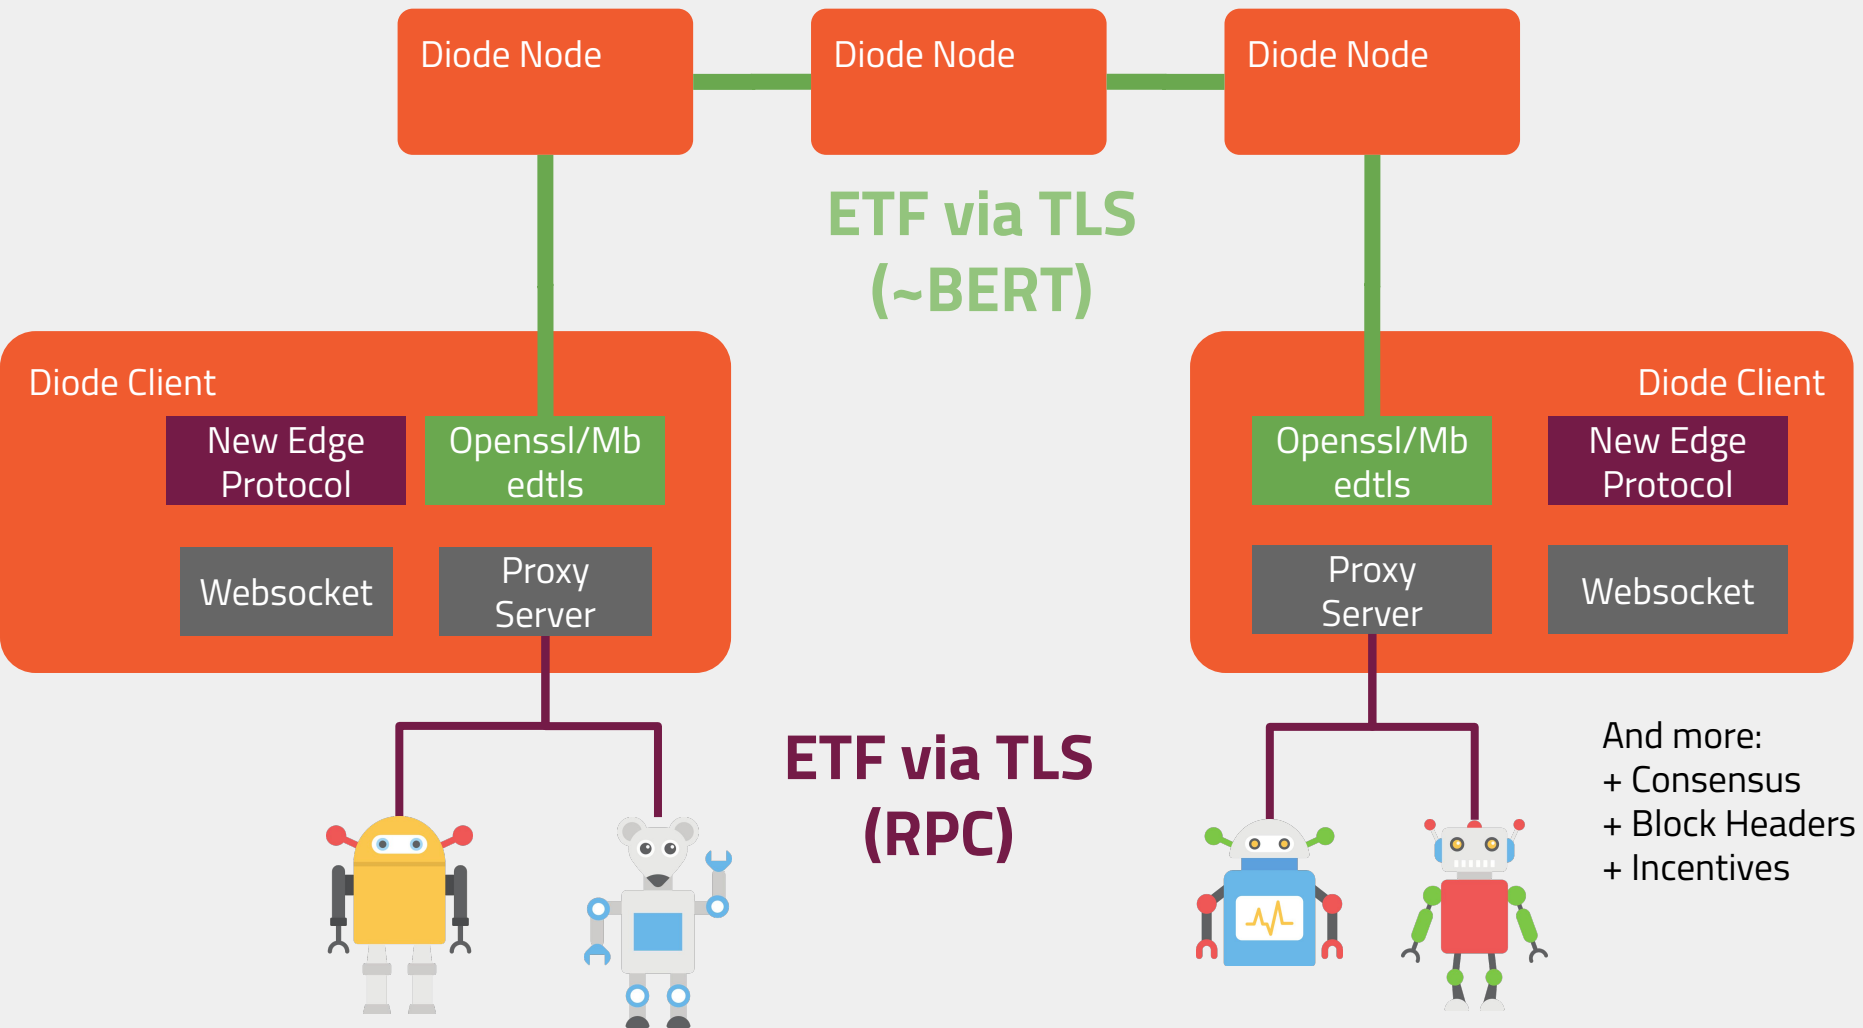 Diode Node
Diode Node
Diode Node
ETF via TLS
(~BERT)
Diode Client
New Edge
Protocol
Openssl/Mb
edtls
Websocket
Proxy
Server
Diode Client
Openssl/Mb
edtls
New Edge
Protocol
Proxy
Server
Websocket
ETF via TLS
(RPC)
And more:
+ Consensus
+ Block Headers
+ Incentives